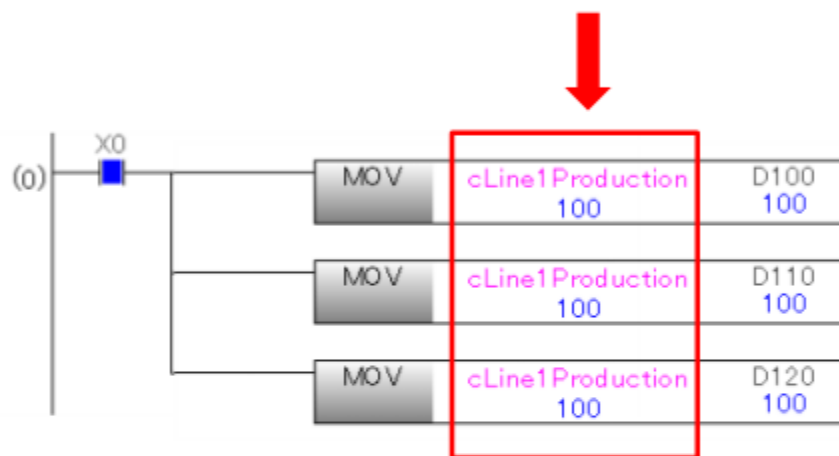 X0
(0)
MOV cLine1Production D100
100 100
MOV cLine1Production D110
100 100
MOV cLine1Production D120
100 100